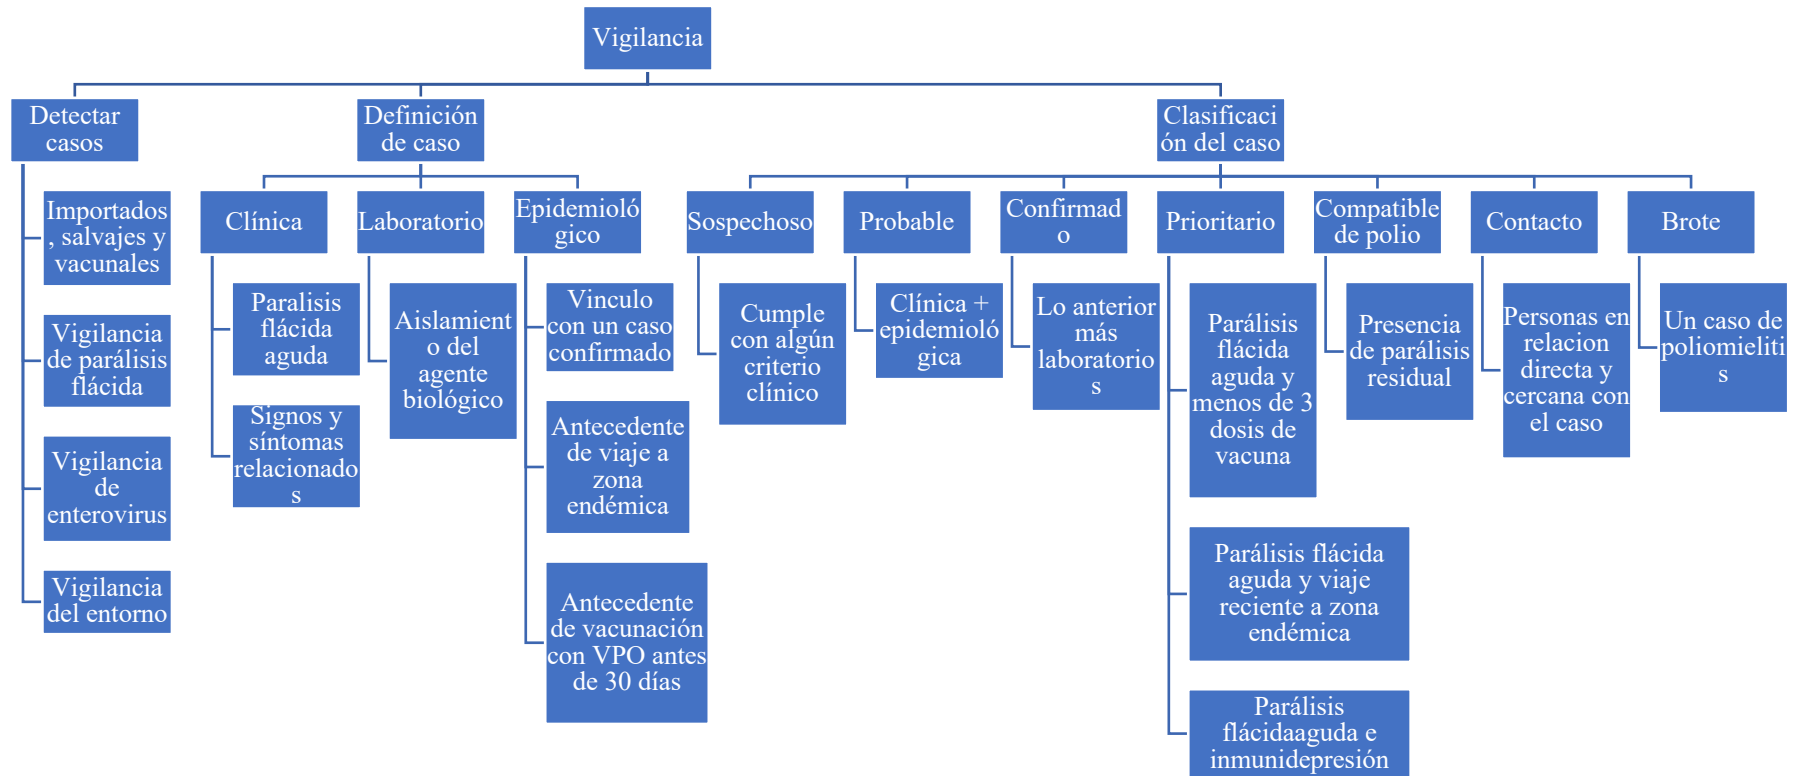 Vigilancia
Detectar
casos
Importados
, salvajes y
vacunales
Vigilancia
de parálisis
flácida
Vigilancia
de
enterovirus
Vigilancia
del entorno
Definición
de caso
Clínica
Paralisis
flácida
aguda
Signos y
síntomas
relacionado
s
Laboratorio
Aislamient
o del
agente
biológico
Epidemioló
gico
Vinculo
con un caso
confirmado
Antecedente
de viaje a
zona
endémica
Antecedente
de vacunación
con VPO antes
de 30 días
Clasificaci
ón del caso
Sospechoso
Cumple
con algún
criterio
clínico
Probable
Clínica +
epidemioló
gica
Confirmad
o
Lo anterior
más
laboratorio
s
Prioritario
Parálisis
flácida
aguda y
menos de 3
dosis de
vacuna
Parálisis flácida
aguda y viaje
reciente a zona
endémica
Parálisis
flácidaaguda e
inmunidepresión
Compatible
de polio
Presencia
de parálisis
residual
Contacto
Personas en
relacion
directa y
cercana con
el caso
Brote
Un caso de
poliomieliti
s